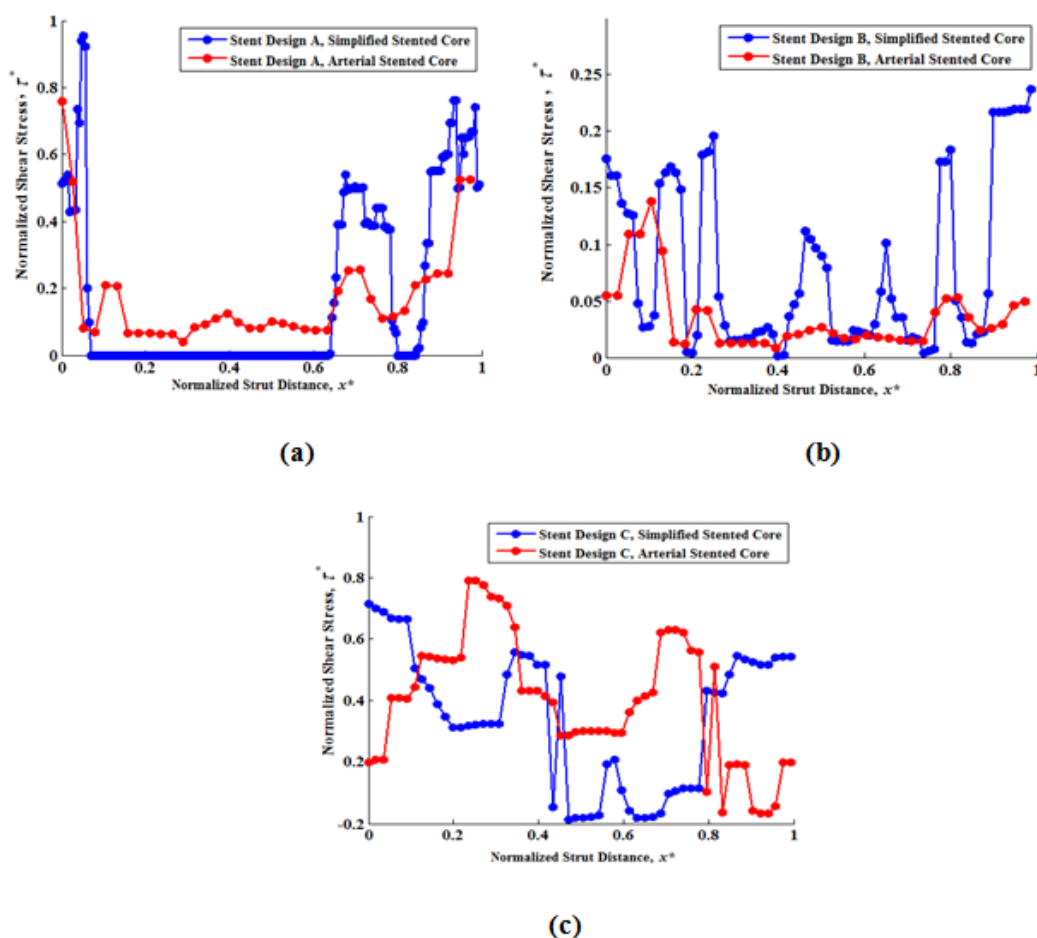 1
0.8
0.6
0.4
0.2
0
0 0.2 0.4 0.6 0.8 1
Normalized Shear Stress, τ*
Normalized Strut Distance, x*
Stent Design A, Simplified Stented Core
Stent Design A, Arterial Stented Core
(a)
0.25
0.2
0.15
0.1
0.05
0
0 0.2 0.4 0.6 0.8 1
Normalized Shear Stress, τ*
Normalized Strut Distance, x*
Stent Design B, Simplified Stented Core
Stent Design B, Arterial Stented Core
(b)
1
0.8
0.6
0.4
0.2
-0.2
0 0.2 0.4 0.6 0.8 1
Normalized Shear Stress, τ*
Normalized Strut Distance, x*
Stent Design C, Simplified Stented Core
Stent Design C, Arterial Stented Core
(c)